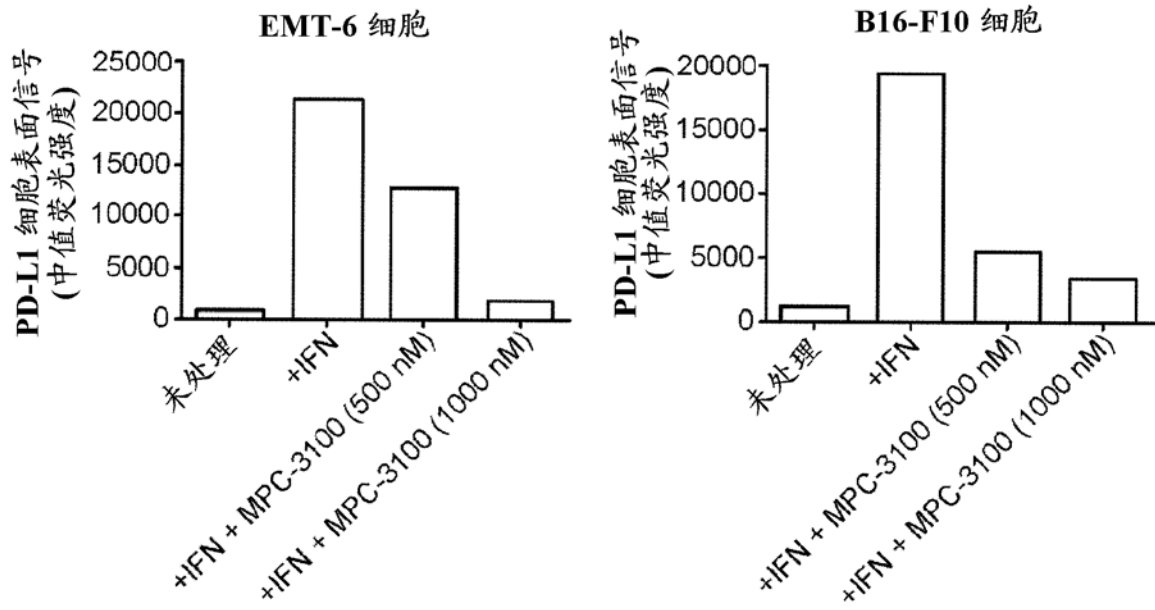 EMT-6 细胞
PD-L1 细胞表面信号
(中值荧光强度)
25000
20000
15000
10000
5000
0
未处理
+IFN
+IFN + MPC-3100 (500 nM)
+IFN + MPC-3100 (1000 nM)
B16-F10 细胞
PD-L1 细胞表面信号
(中值荧光强度)
20000
15000
10000
5000
0
未处理
+IFN
+IFN + MPC-3100 (500 nM)
+IFN + MPC-3100 (1000 nM)